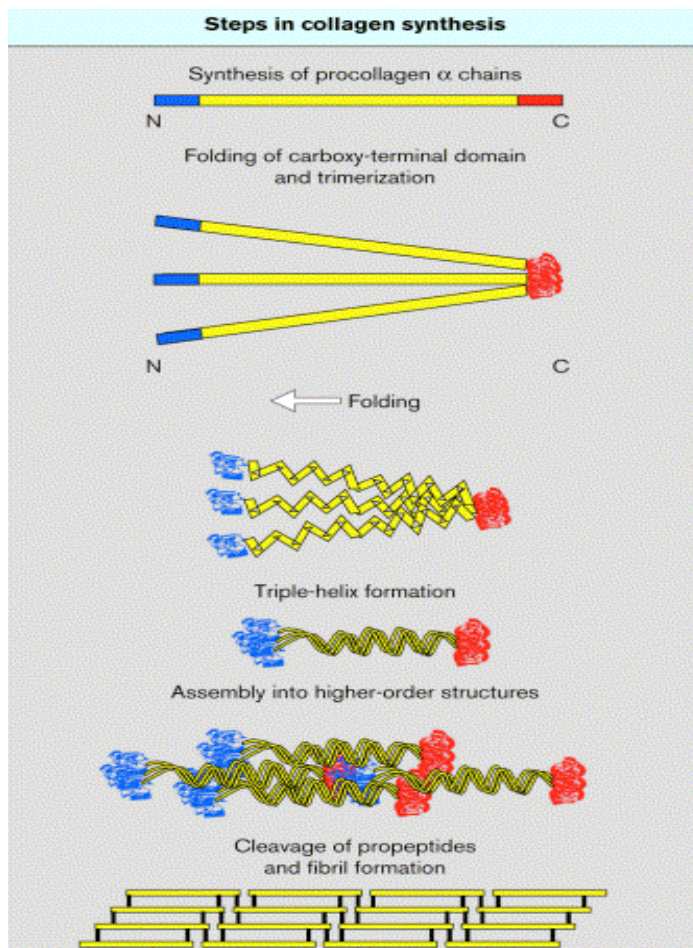 Steps in collagen synthesis
Synthesis of procollagen α chains
N C
Folding of carboxy-terminal domain
and trimerization
N C
Folding
Triple-helix formation
Assembly into higher-order structures
Cleavage of propeptides
and fibril formation